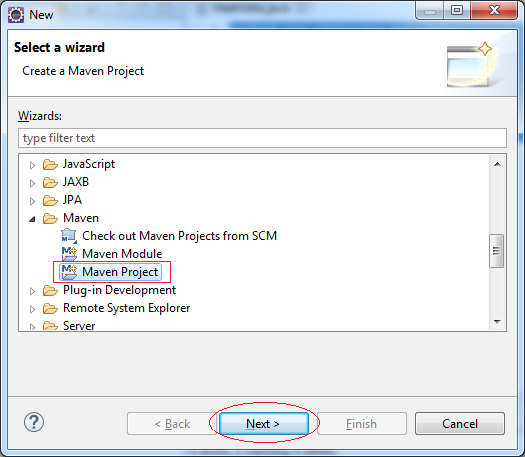 New
Select a wizard
Create a Maven Project
Wizards:
type filter text
JavaScript
JAXB
JPA
Maven
Check out Maven Projects from SCM
Maven Module
Maven Project
Plug-in Development
Remote System Explorer
Server
< Back
Next >
Finish
Cancel